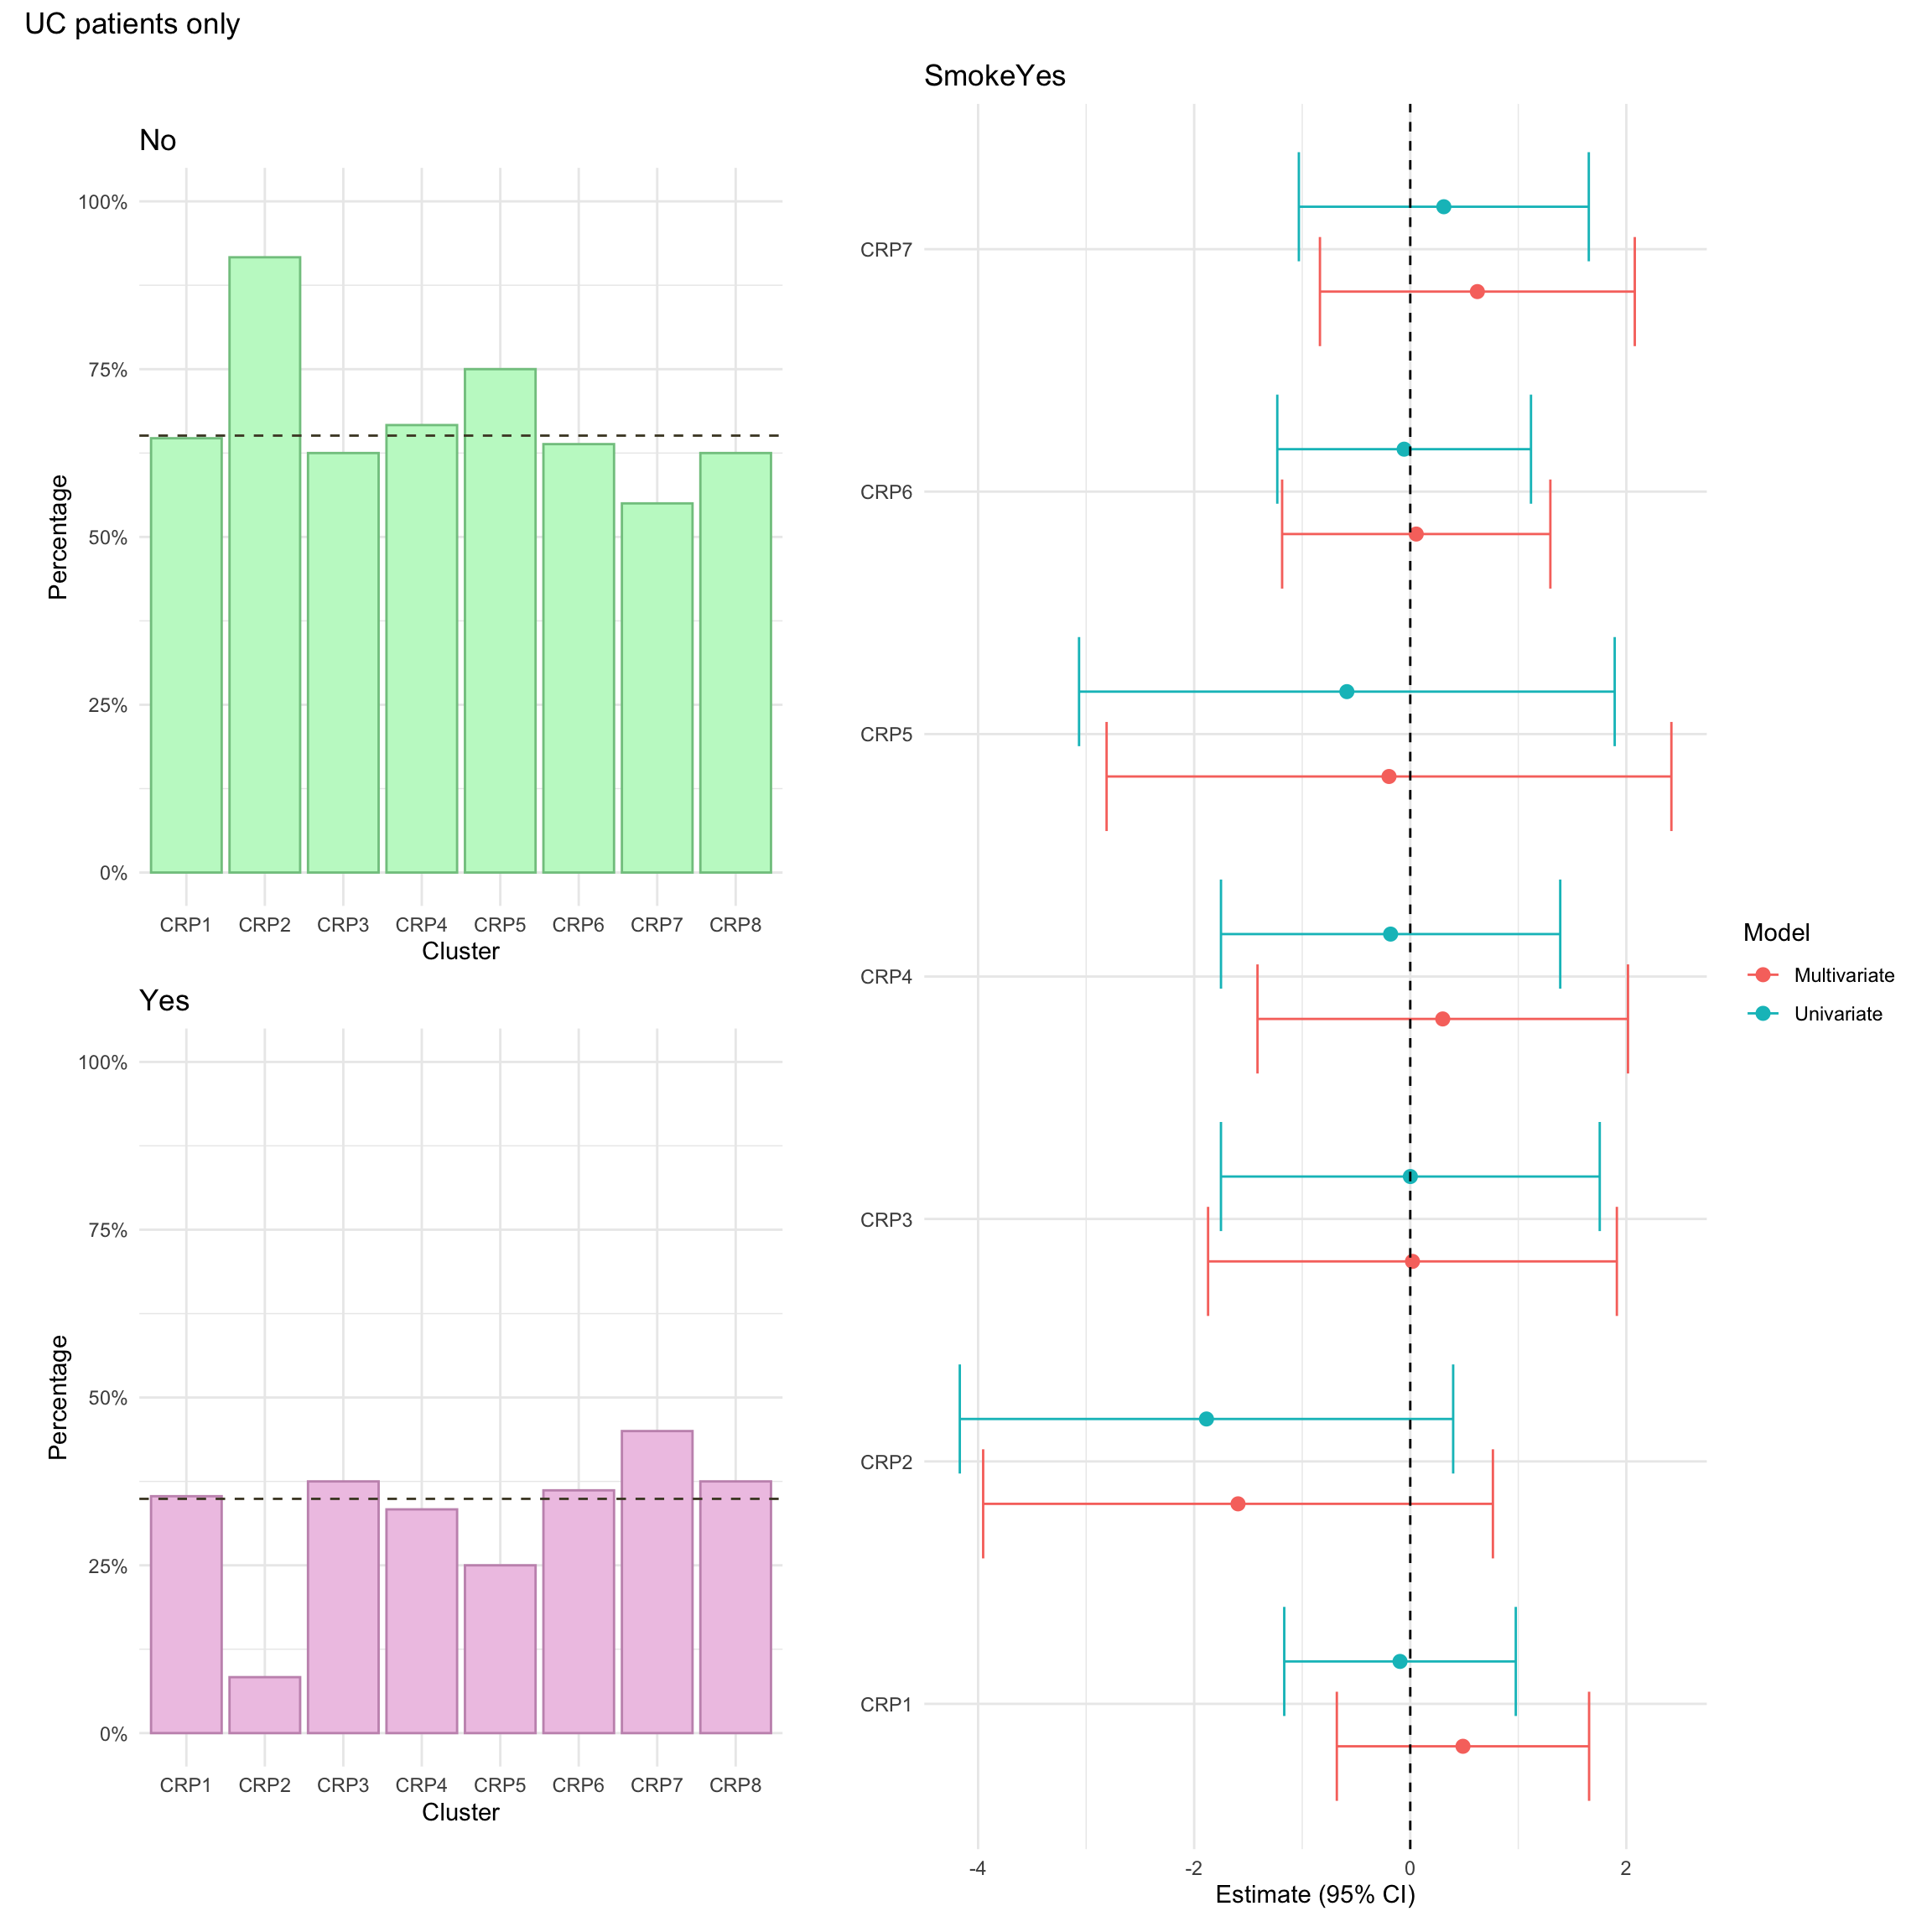 UC patients only
No
100%
75%
50%
25%
0%
Percentage
CRP1 CRP2 CRP3 CRP4 CRP5 CRP6 CRP7 CRP8
Cluster
Yes
100%
75%
50%
25%
0%
Percentage
CRP1 CRP2 CRP3 CRP4 CRP5 CRP6 CRP7 CRP8
Cluster
SmokeYes
CRP7
CRP6
CRP5
CRP4
CRP3
CRP2
CRP1
-4 -2 0 2
Estimate (95% CI)
Model
Multivariate
Univariate